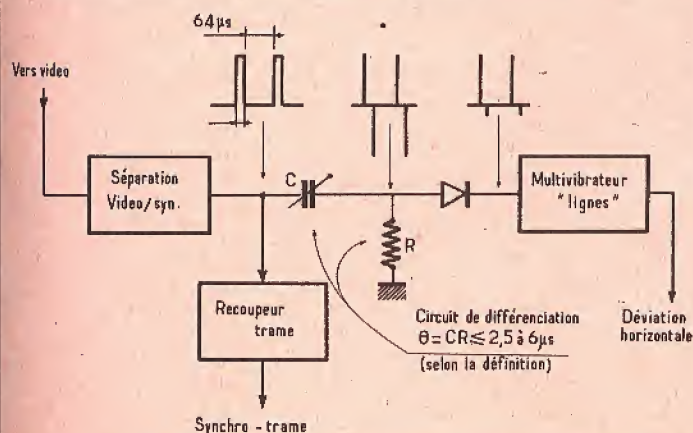 64µs
Vers video
Séparation
Video/syn.
C
Multivibrateur
"lignes"
R
Recoupeur
trame
Circuit de différenciation
θ = CR ≤ 2,5 à 6µs
(selon la définition)
Déviation
horizontale
Synchro - trame